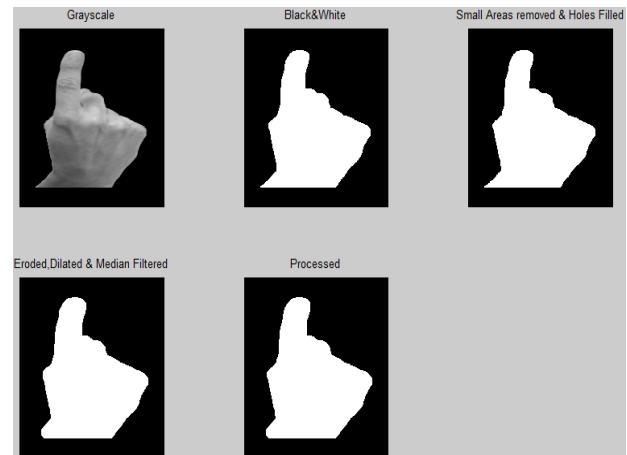 Grayscale
Black&White
Small Areas removed & Holes Filled
Eroded,Dilated & Median Filtered
Processed